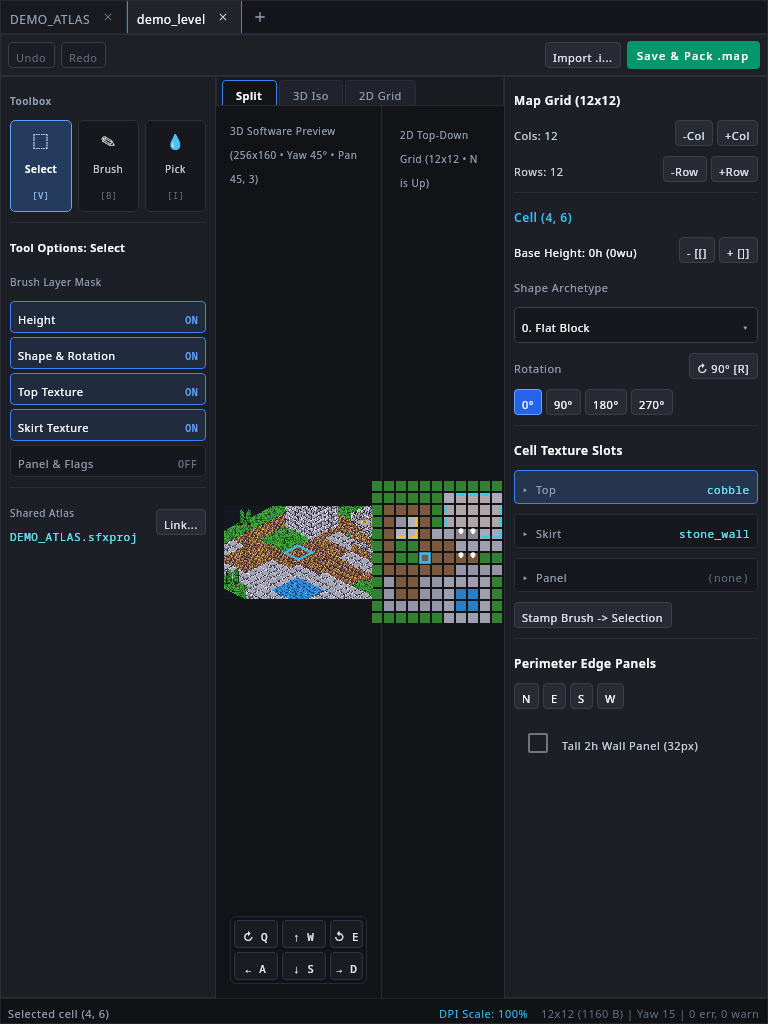 DEMO_ATLAS × demo_level × +
Undo Redo Import .i... Save & Pack .map
Toolbox
Select Brush Pick
[V] [B] [I]
Tool Options: Select
Brush Layer Mask
Height ON
Shape & Rotation ON
Top Texture ON
Skirt Texture ON
Panel & Flags OFF
Shared Atlas
DEMO_ATLAS.sfxproj
Link...
Split 3D Iso 2D Grid
3D Software Preview
(256x160 • Yaw 45° • Pan
45, 3)
2D Top-Down
Grid (12x12 • N
is Up)
↻ Q ↑ W ↺ E
← A ↓ S → D
Map Grid (12x12)
Cols: 12 -Col +Col
Rows: 12 -Row +Row
Cell (4, 6)
Base Height: 0h (0wu) - [[] + []]
Shape Archetype
0. Flat Block ▾
Rotation ↻ 90° [R]
0° 90° 180° 270°
Cell Texture Slots
▸ Top cobble
▸ Skirt stone_wall
▸ Panel (none)
Stamp Brush -> Selection
Perimeter Edge Panels
N E S W
Tall 2h Wall Panel (32px)
Selected cell (4, 6) DPI Scale: 100% 12x12 (1160 B) | Yaw 15 | 0 err, 0 warn